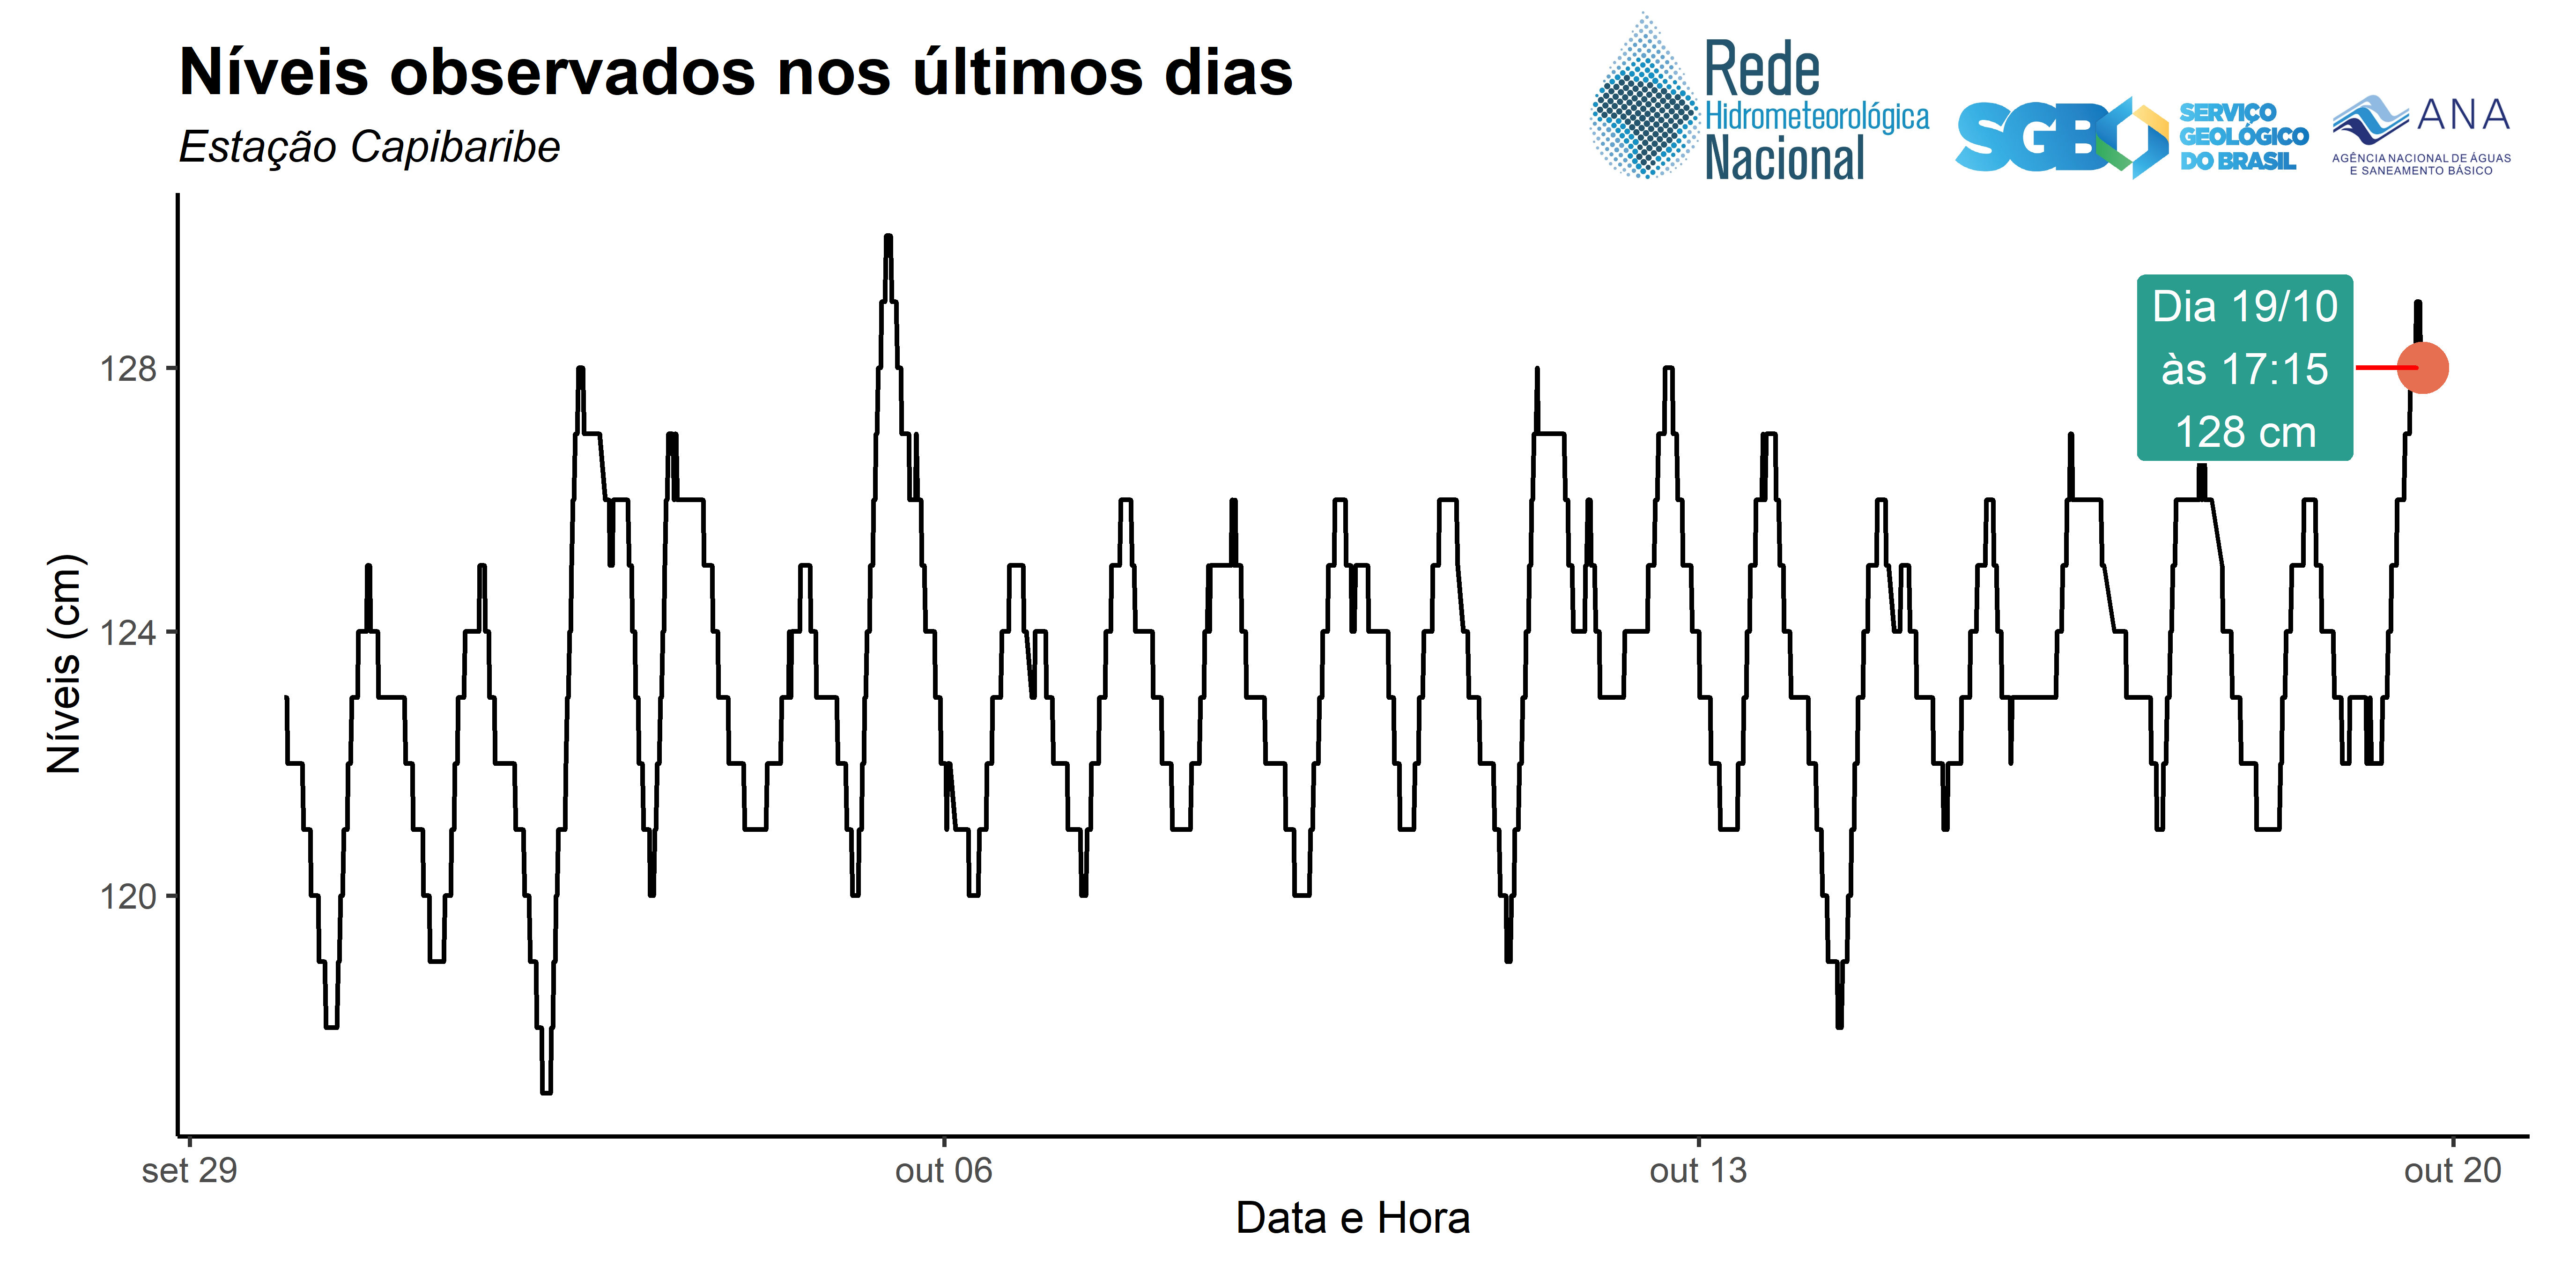 Níveis observados nos últimos dias
Estação Capibaribe
Rede
Hidrometeorológica
Nacional
SGB
SERVIÇO
GEOLÓGICO
DO BRASIL
ANA
AGÊNCIA NACIONAL DE ÁGUAS
E SANEAMENTO BÁSICO
Níveis (cm)
128
124
120
Dia 19/10
às 17:15
128 cm
set 29
out 06
out 13
out 20
Data e Hora